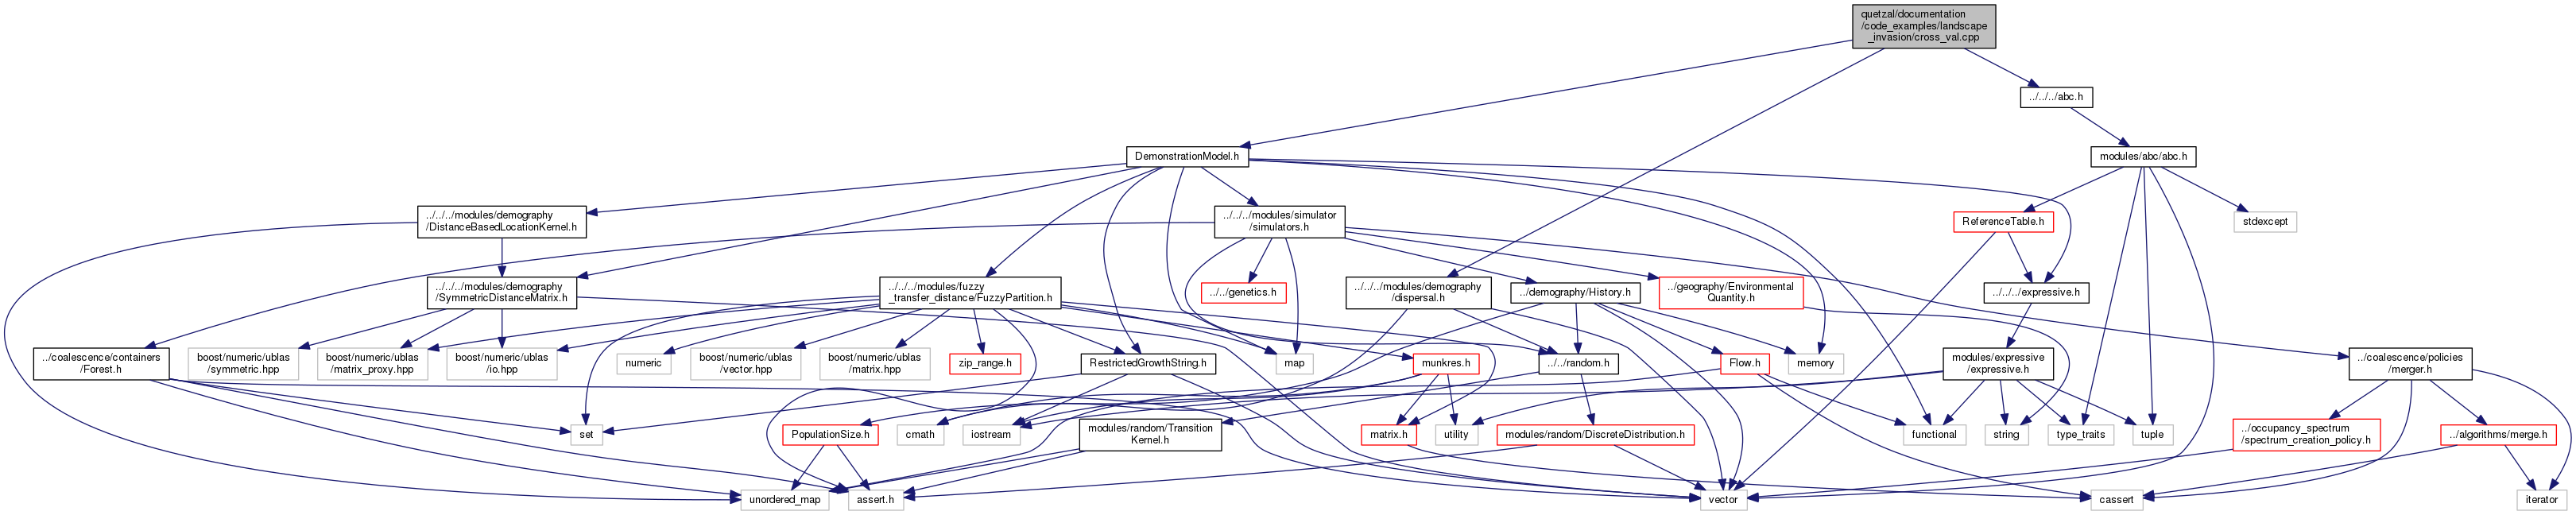 quetzal/documentation
/code_examples/landscape
_invasion/cross_val.cpp
../../../abc.h
DemonstrationModel.h
modules/abc/abc.h
../../../modules/demography
/DistanceBasedLocationKernel.h
../../../modules/simulator
/simulators.h
ReferenceTable.h
stdexcept
../../../modules/demography
/SymmetricDistanceMatrix.h
../../../modules/fuzzy
_transfer_distance/FuzzyPartition.h
../../genetics.h
../../../modules/demography
/dispersal.h
../demography/History.h
../geography/Environmental
Quantity.h
../../../expressive.h
../coalescence/containers
/Forest.h
boost/numeric/ublas
/symmetric.hpp
boost/numeric/ublas
/matrix_proxy.hpp
boost/numeric/ublas
/io.hpp
numeric
boost/numeric/ublas
/vector.hpp
boost/numeric/ublas
/matrix.hpp
zip_range.h
RestrictedGrowthString.h
map
munkres.h
../../random.h
Flow.h
memory
modules/expressive
/expressive.h
../coalescence/policies
/merger.h
set
PopulationSize.h
cmath
iostream
modules/random/Transition
Kernel.h
matrix.h
utility
modules/random/DiscreteDistribution.h
functional
string
type_traits
tuple
../occupancy_spectrum
/spectrum_creation_policy.h
../algorithms/merge.h
unordered_map
assert.h
vector
cassert
iterator